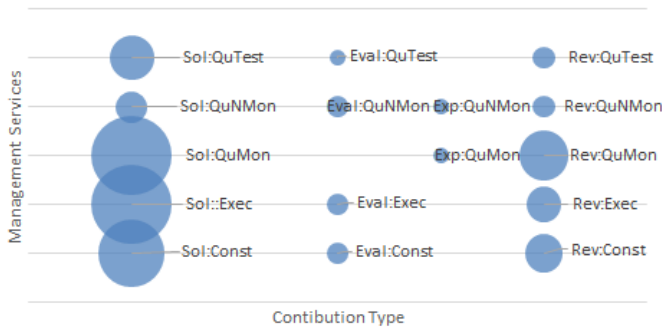 Management Services
Sol:QuTest Eval:QuTest Rev:QuTest
Sol:QuNMon Eval:QuNMon Exp:QuNMon Rev:QuNMon
Sol:QuMon Exp:QuMon Rev:QuMon
Sol::Exec Eval:Exec Rev:Exec
Sol:Const Eval:Const Rev:Const
Contibution Type